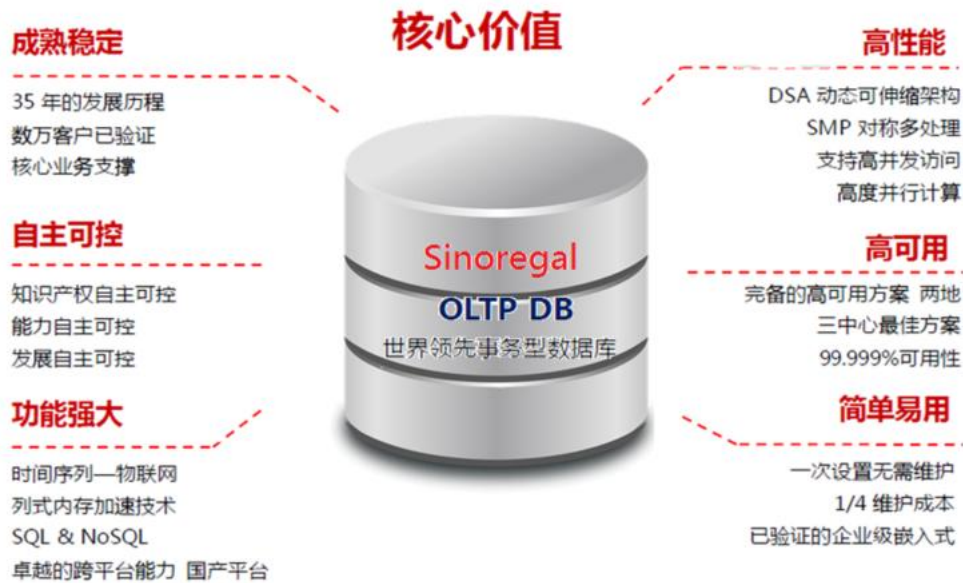 核心价值
成熟稳定
35 年的发展历程
数万客户已验证
核心业务支撑
自主可控
知识产权自主可控
能力自主可控
发展自主可控
功能强大
时间序列—物联网
列式内存加速技术
SQL & NoSQL
卓越的跨平台能力 国产平台
Sinoregal
OLTP DB
世界领先事务型数据库
高性能
DSA 动态可伸缩架构
SMP 对称多处理
支持高并发访问
高度并行计算
高可用
完备的高可用方案 两地
三中心最佳方案
99.999%可用性
简单易用
一次设置无需维护
1/4 维护成本
已验证的企业级嵌入式